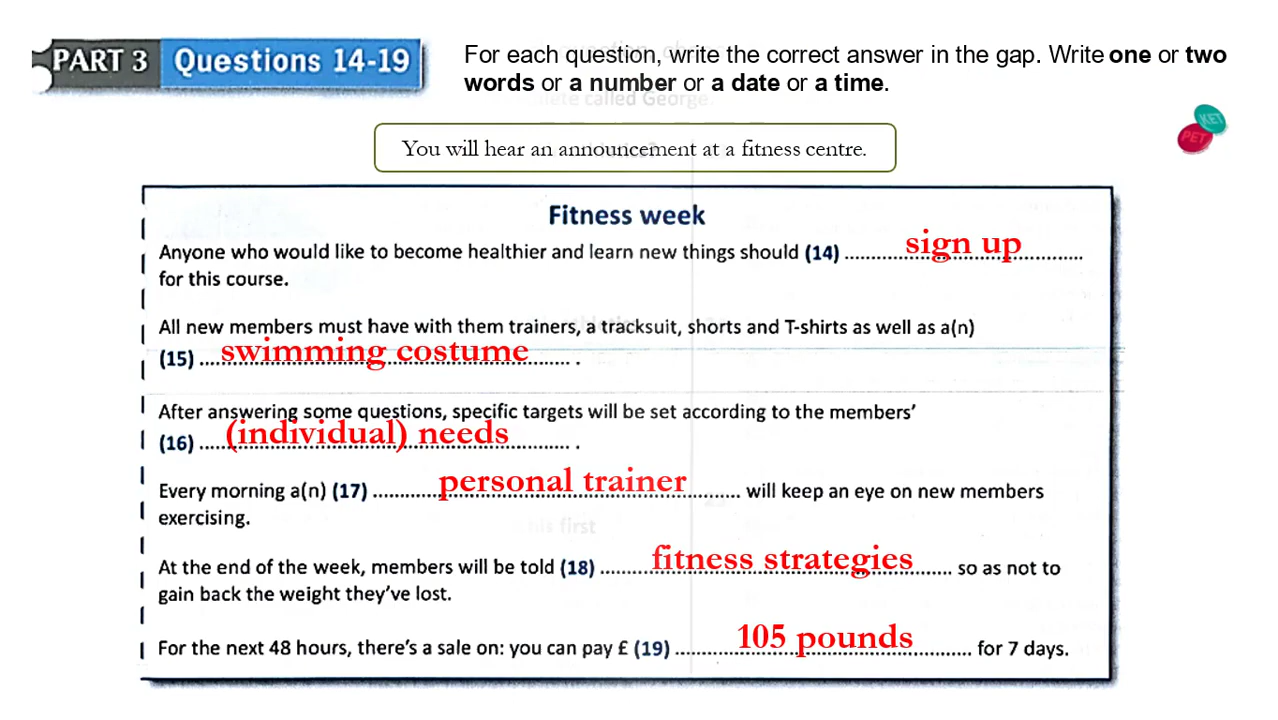 PART 3 Questions 14-19
For each question, write the correct answer in the gap. Write one or two
words or a number or a date or a time.
KET
PET
You will hear an announcement at a fitness centre.
Fitness week
Anyone who would like to become healthier and learn new things should (14) ..... sign up .....
for this course.
All new members must have with them trainers, a tracksuit, shorts and T-shirts as well as a(n)
(15) ..... swimming costume ..... .
After answering some questions, specific targets will be set according to the members'
(16) ..... (individual) needs ..... .
Every morning a(n) (17) ..... personal trainer ..... will keep an eye on new members
exercising.
At the end of the week, members will be told (18) ..... fitness strategies ..... so as not to
gain back the weight they've lost.
For the next 48 hours, there's a sale on: you can pay £ (19) ..... 105 pounds ..... for 7 days.